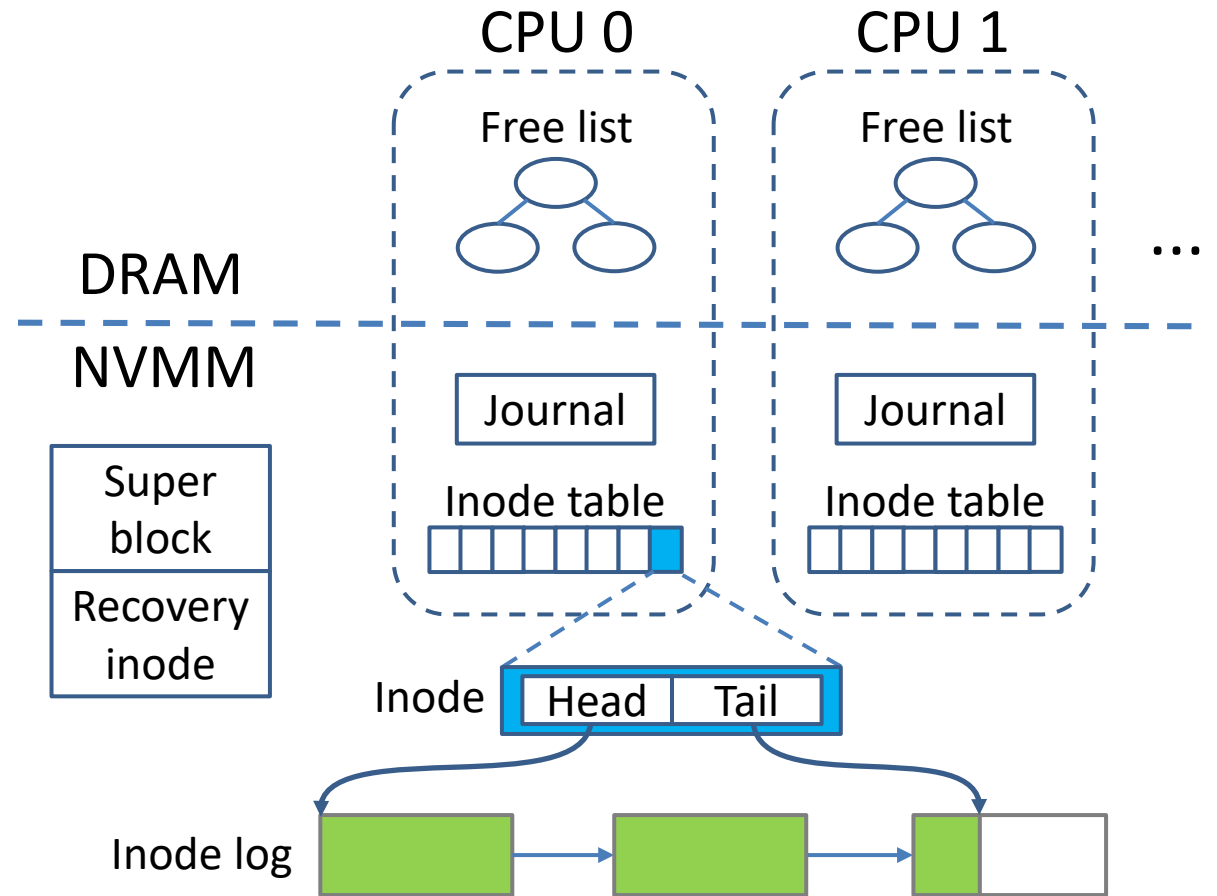 CPU 0
CPU 1
Free list
Free list
...
DRAM
NVMM
Journal
Journal
Super
block
Inode table
Inode table
Recovery
inode
Inode
Head
Tail
Inode log